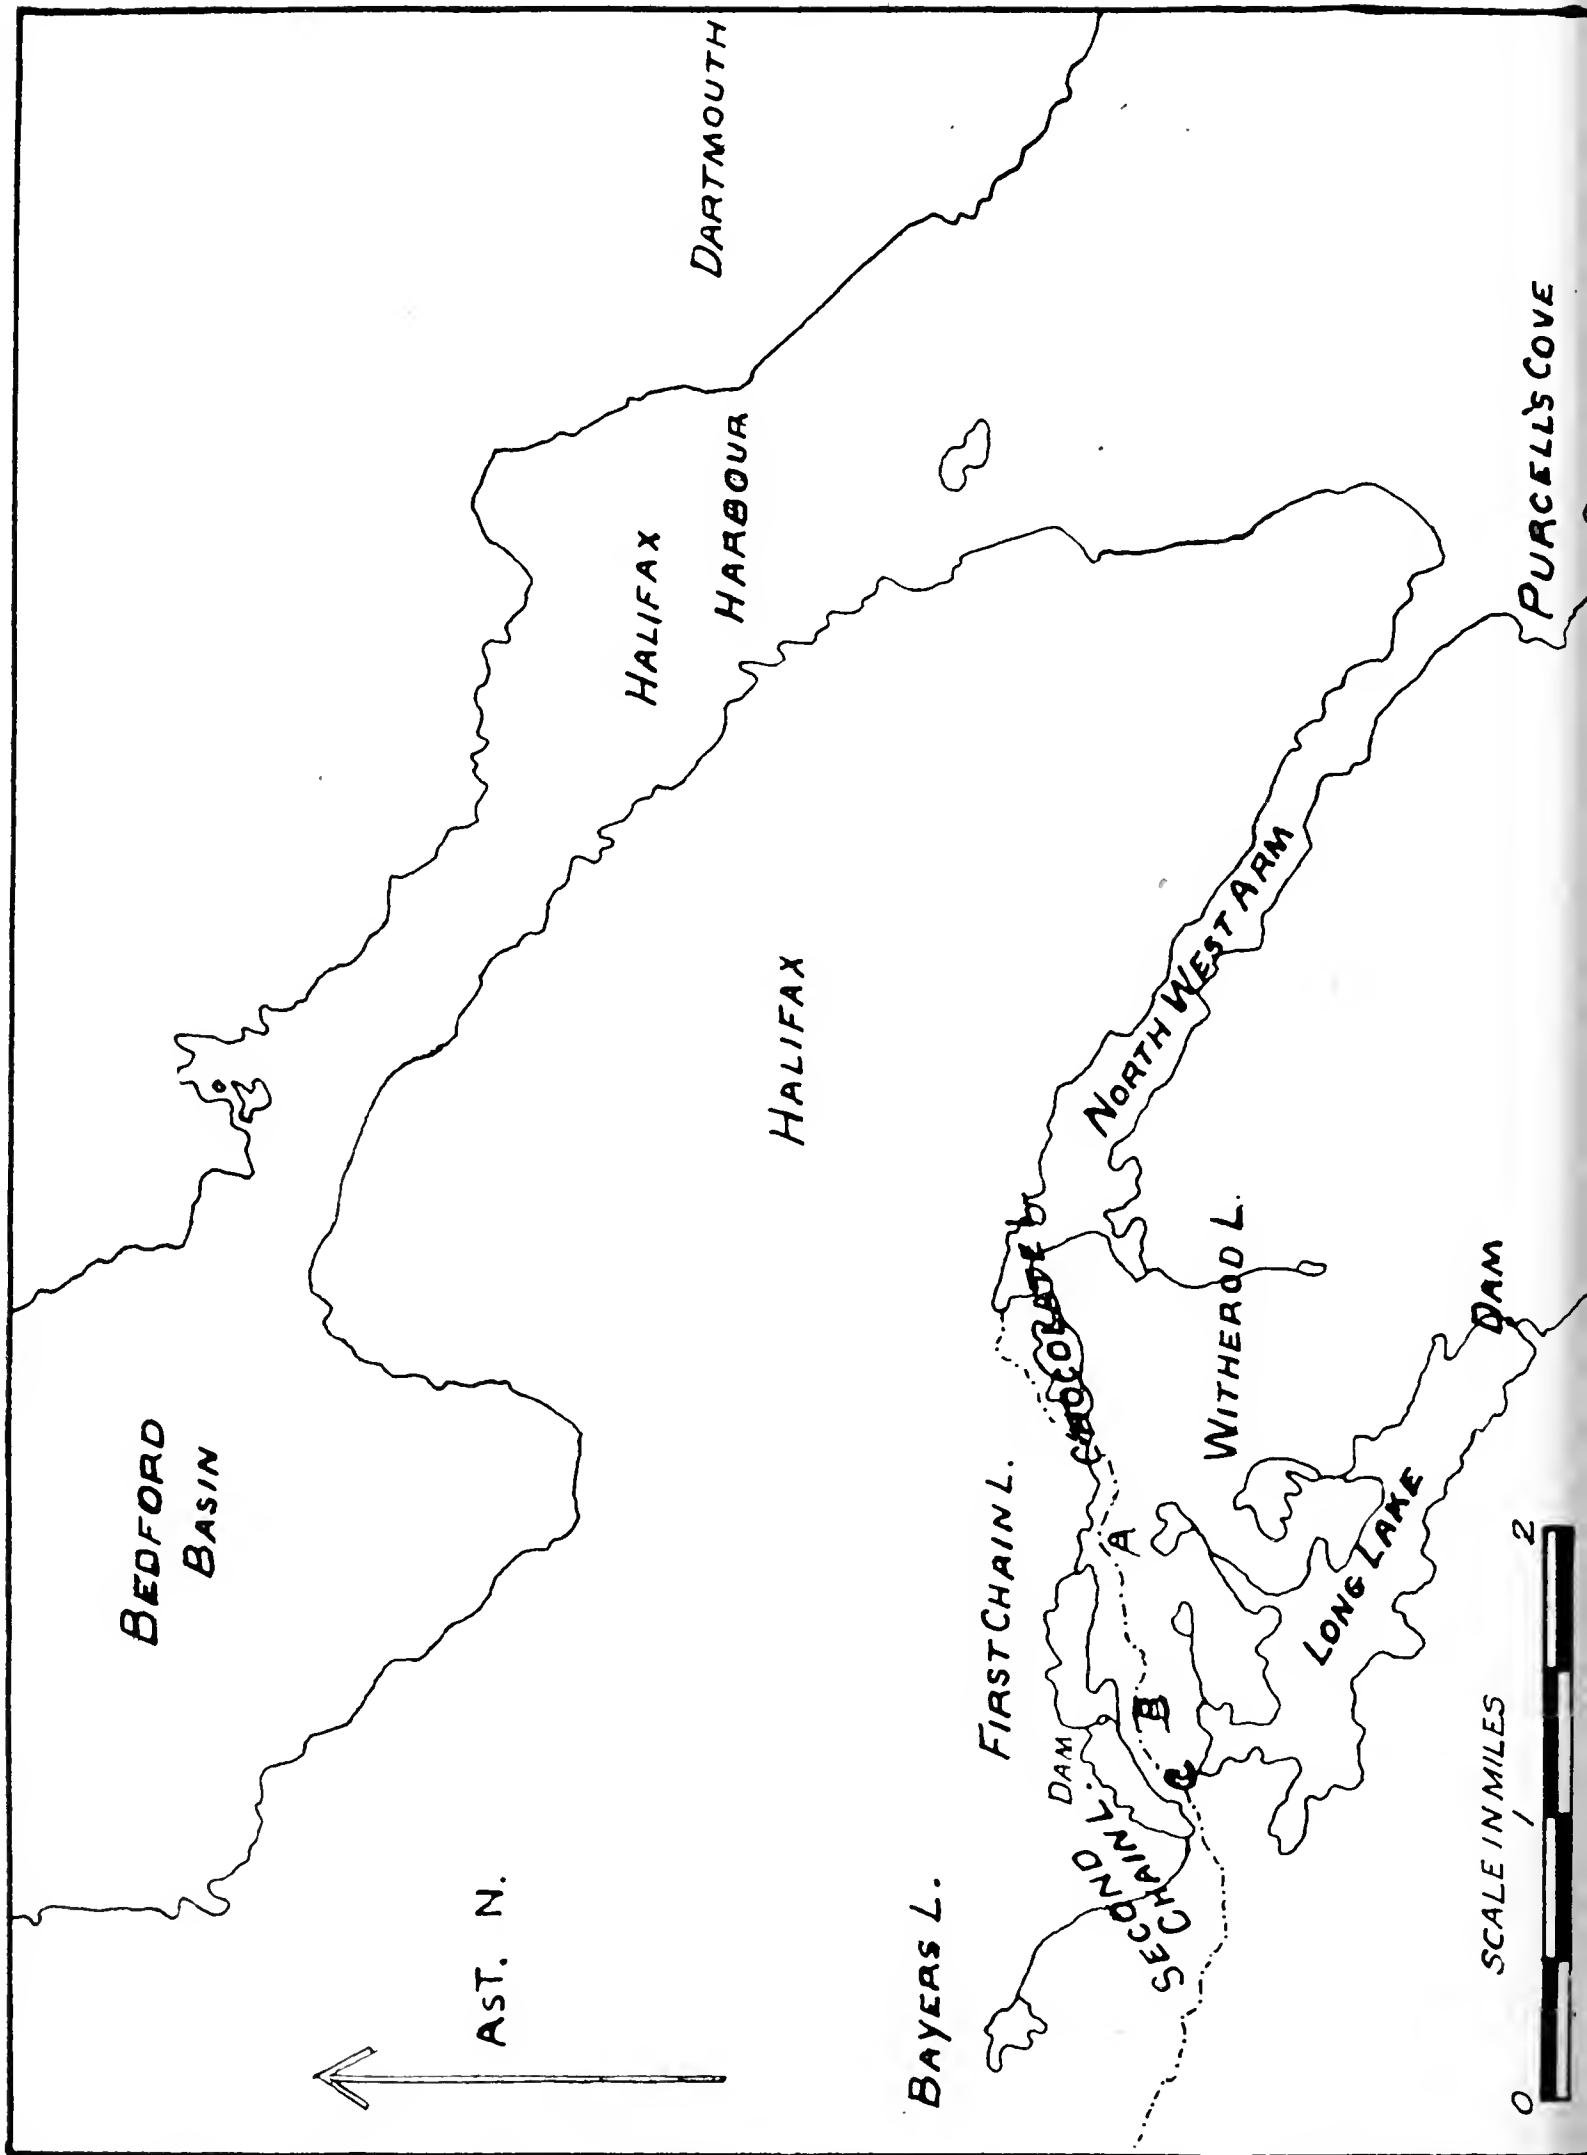 BEDFORD
BASIN
DARTMOUTH
HALIFAX
HARBOUR
HALIFAX
AST. N.
BAYERS L.
FIRST CHAIN L.
CHOCOLATE L
NORTH WEST ARM
DAM
SECOND
CHAIN L.
A
B
C
WITHEROD L.
LONG LAKE
DAM
PURCELL'S COVE
SCALE IN MILES
0 1 2